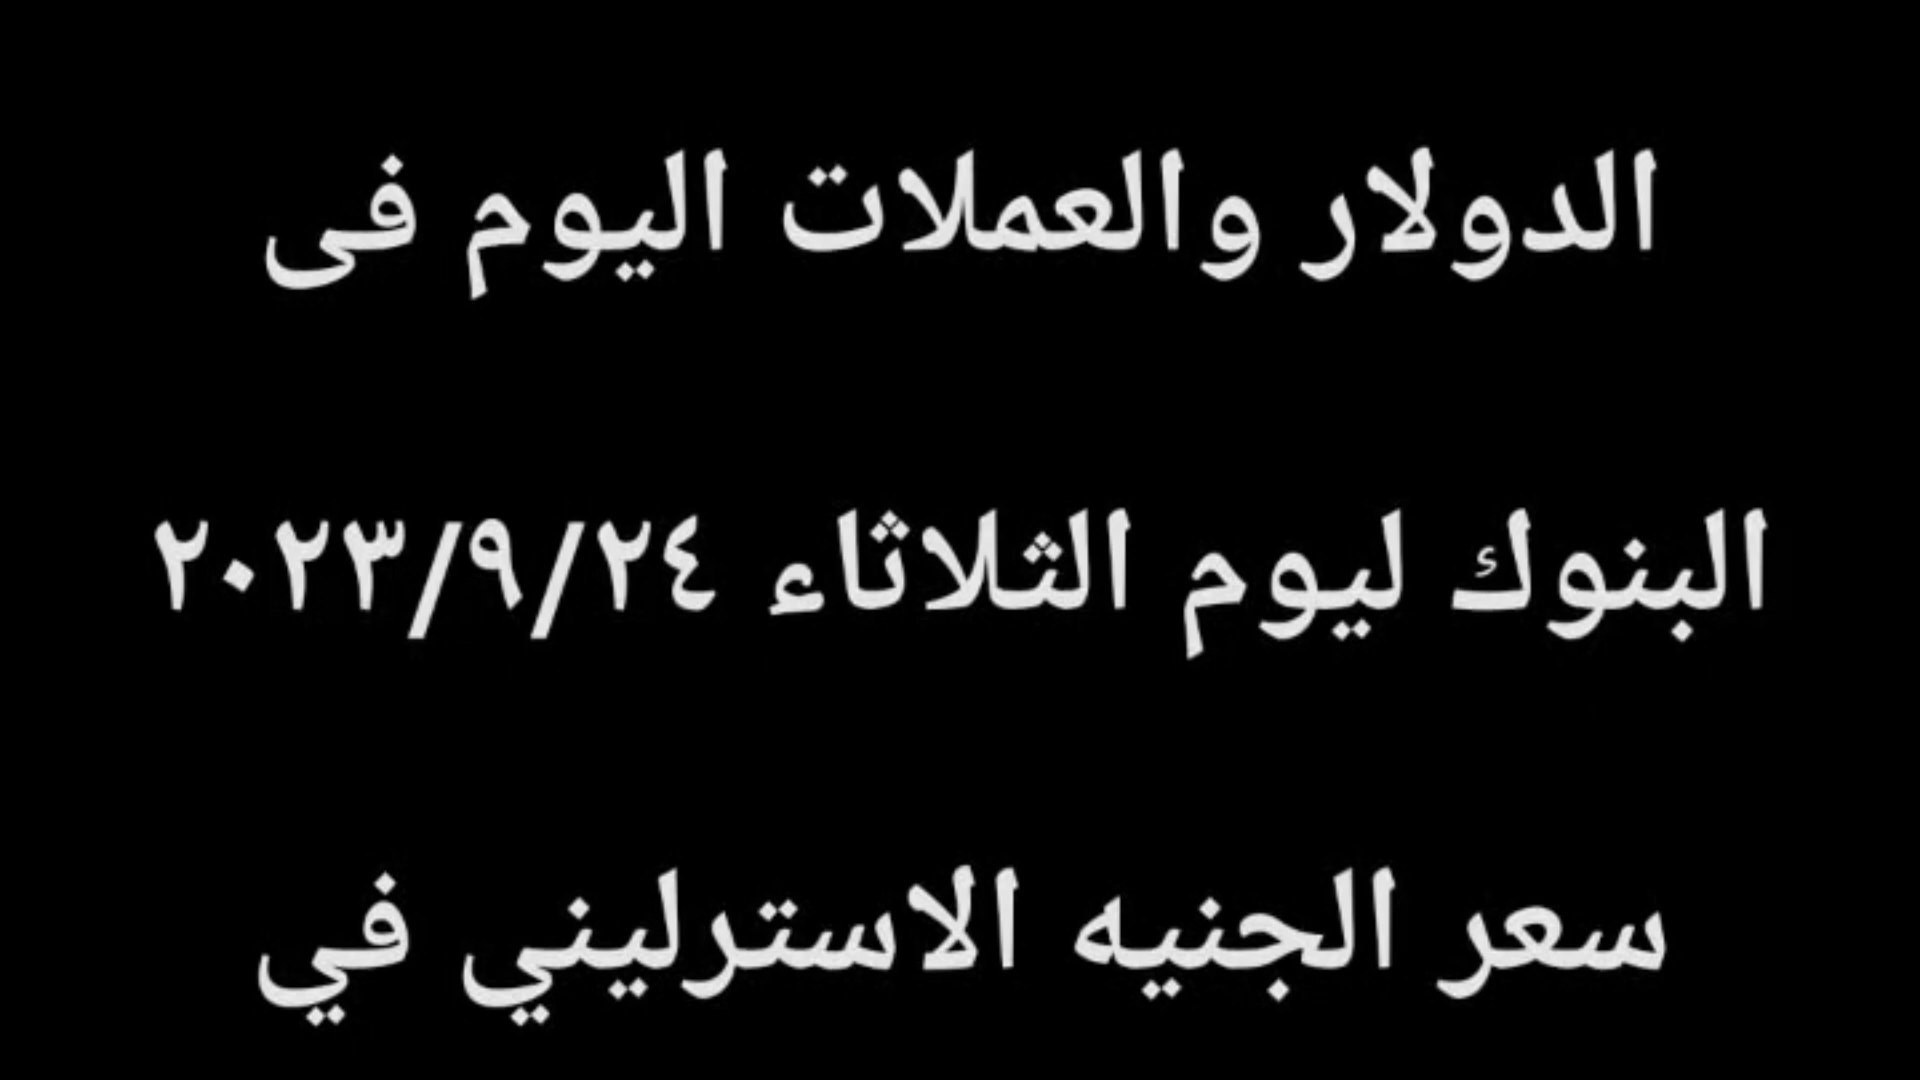 الدولار والعملات اليوم فى
البنوك ليوم الثلاثاء ٢٠٢٣/٩/٢٤
سعر الجنيه الاسترليني في